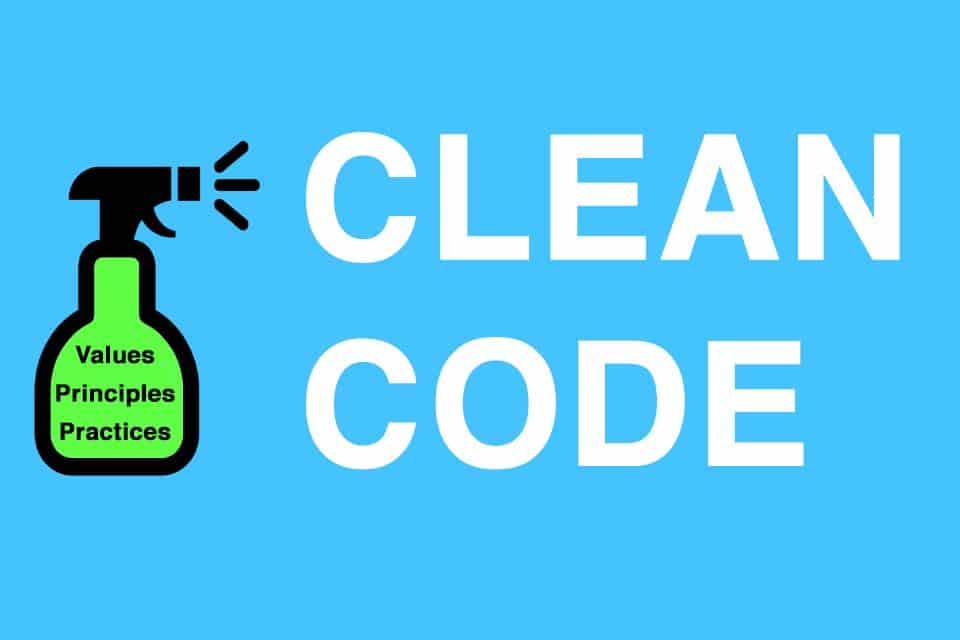 CLEAN
CODE
Values
Principles
Practices